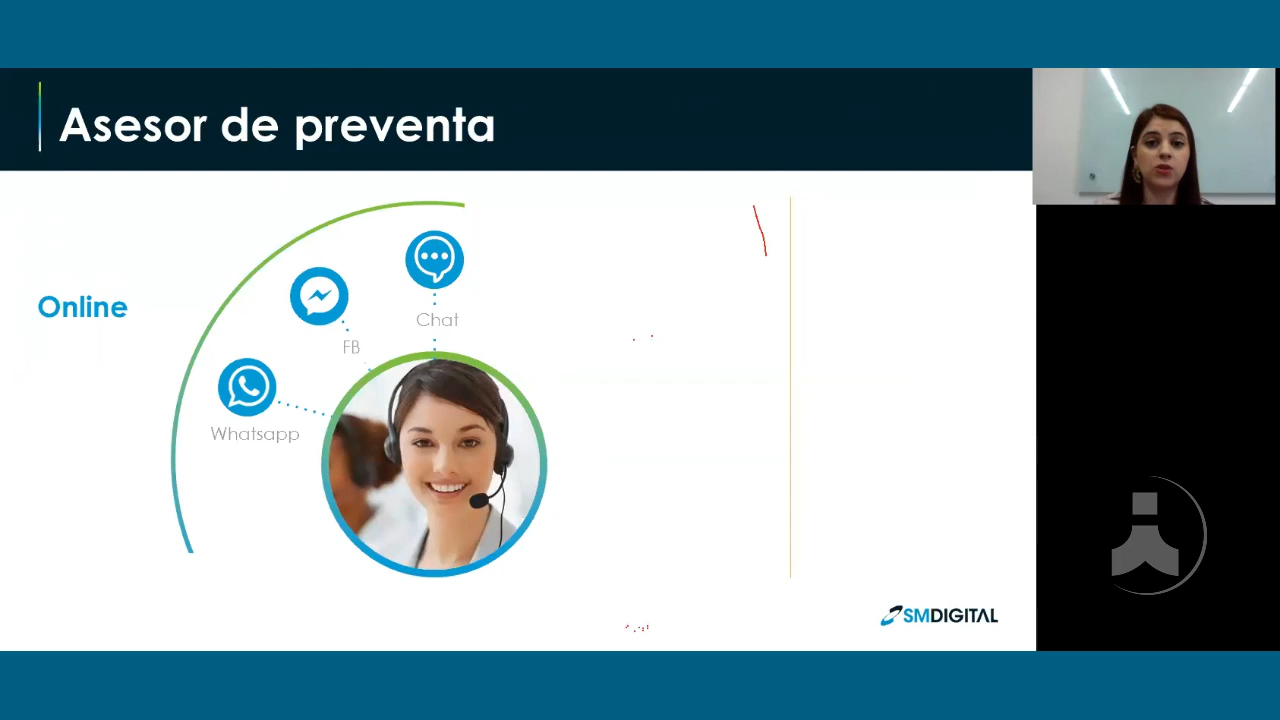 Asesor de preventa
Online
Chat
FB
Whatsapp
SMDIGITAL